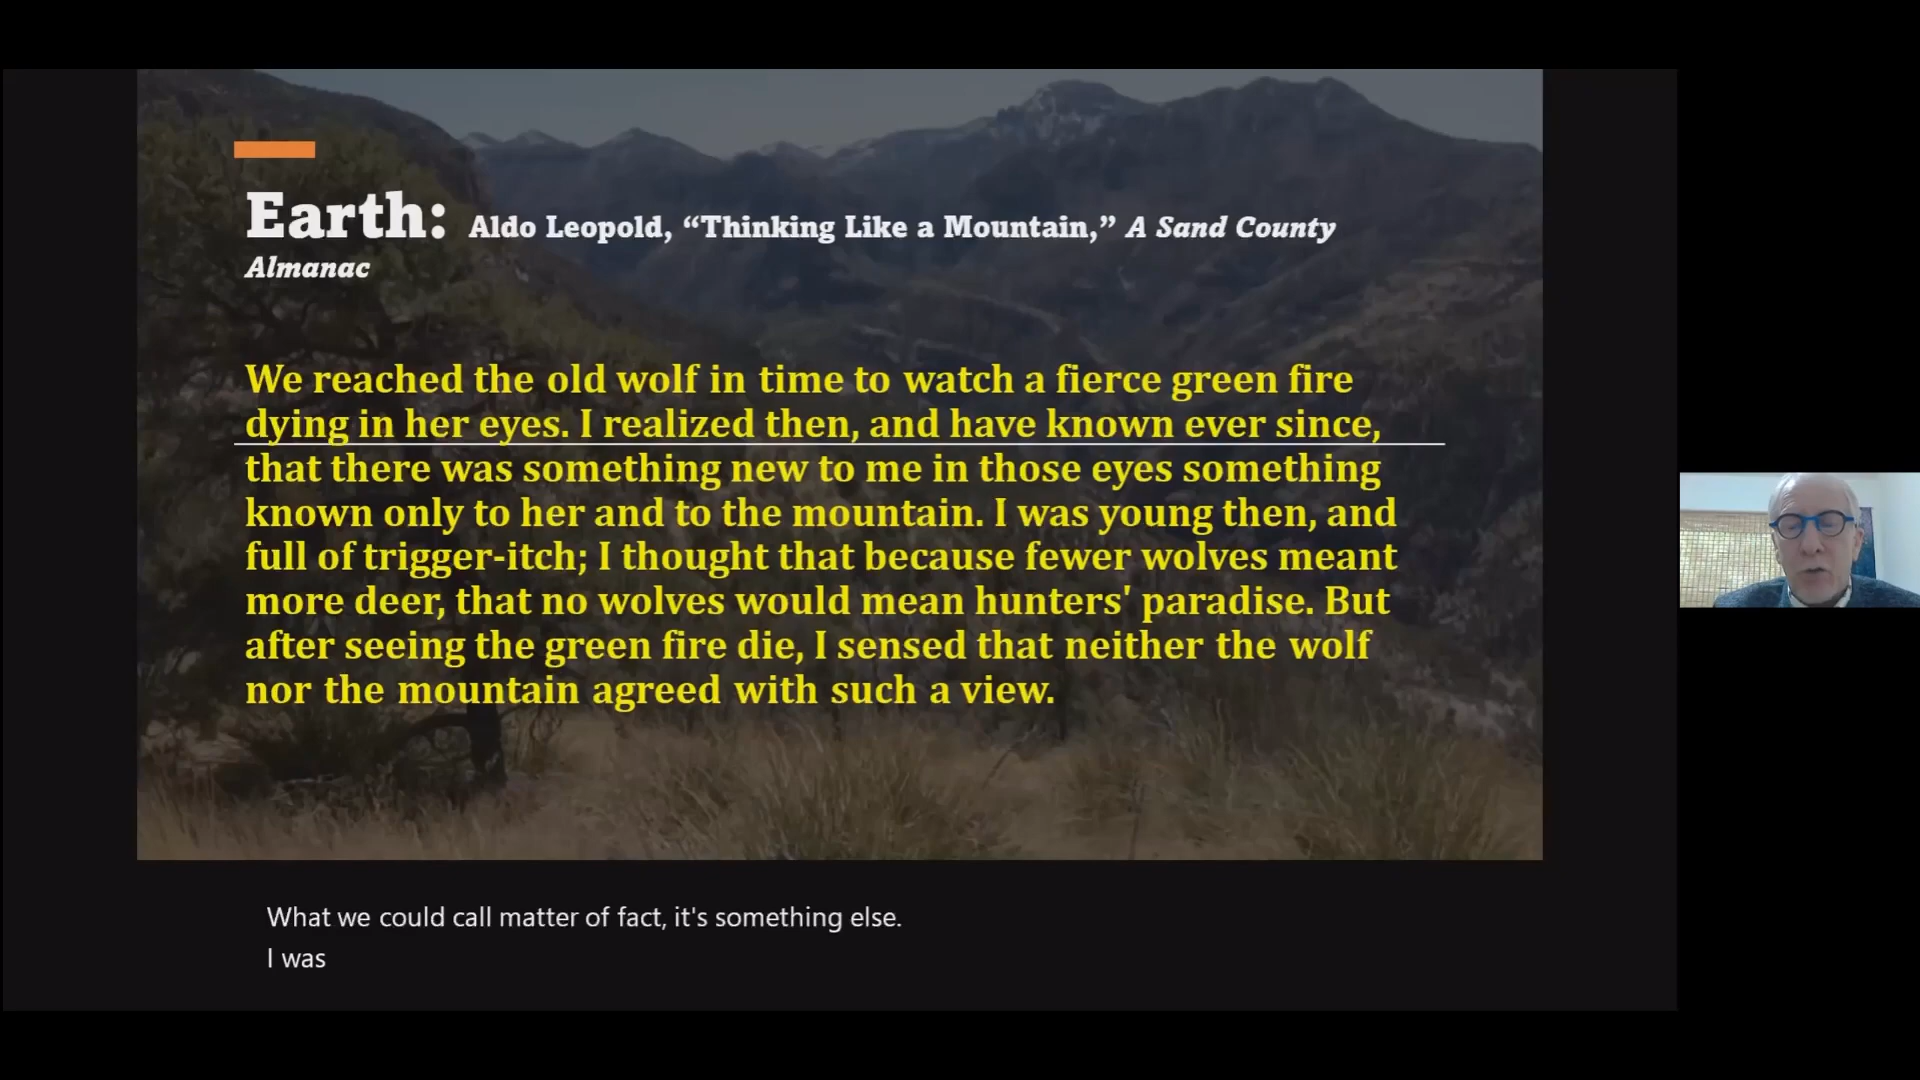 Earth: Aldo Leopold, “Thinking Like a Mountain,” A Sand County
Almanac
We reached the old wolf in time to watch a fierce green fire
dying in her eyes. I realized then, and have known ever since,
that there was something new to me in those eyes something
known only to her and to the mountain. I was young then, and
full of trigger-itch; I thought that because fewer wolves meant
more deer, that no wolves would mean hunters' paradise. But
after seeing the green fire die, I sensed that neither the wolf
nor the mountain agreed with such a view.
What we could call matter of fact, it's something else.
I was